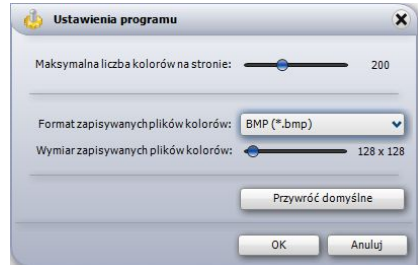 Ustawienia programu
Maksymalna liczba kolorów na stronie: 200
Format zapisywanych plików kolorów: BMP (*.bmp)
Wymiar zapisywanych plików kolorów: 128 x 128
Przywróć domyślne
OK Anuluj